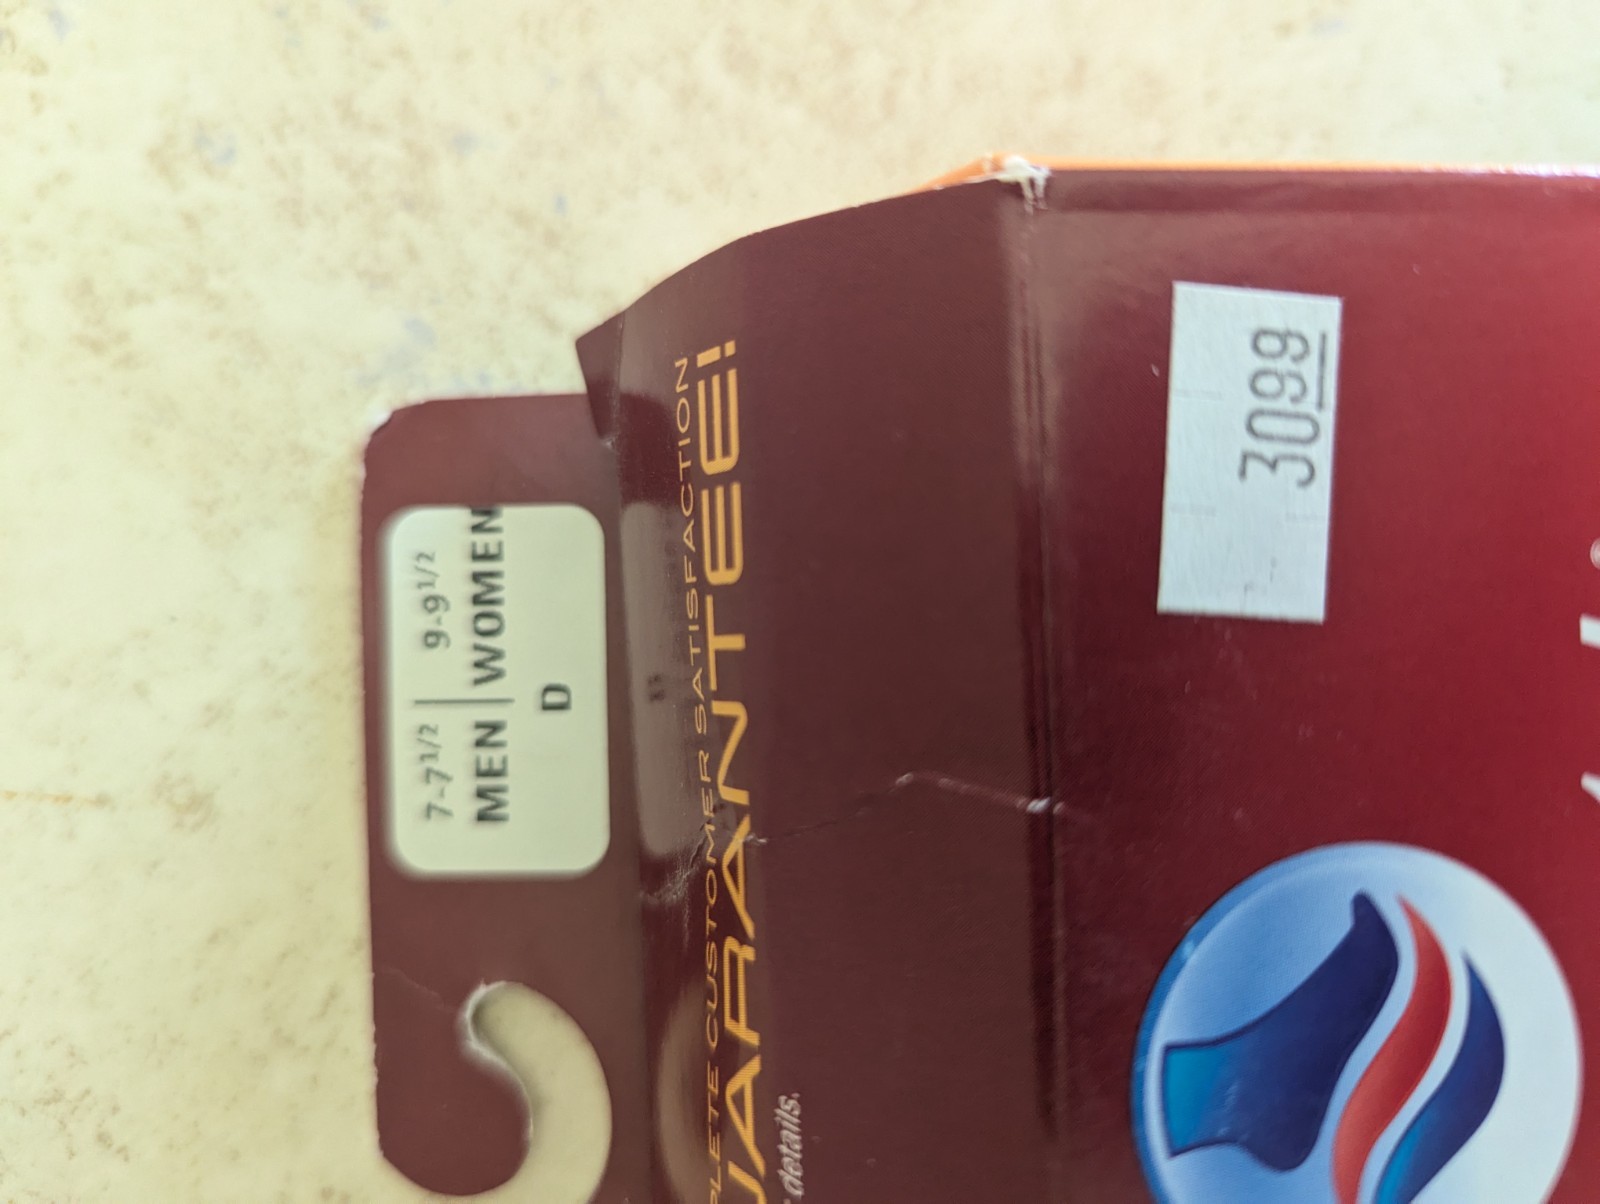 7-7 1/2 | 9-9 1/2
MEN | WOMEN
D
PLETE CUSTOMER SATISFACTION
UARANTEE!
details.
3099